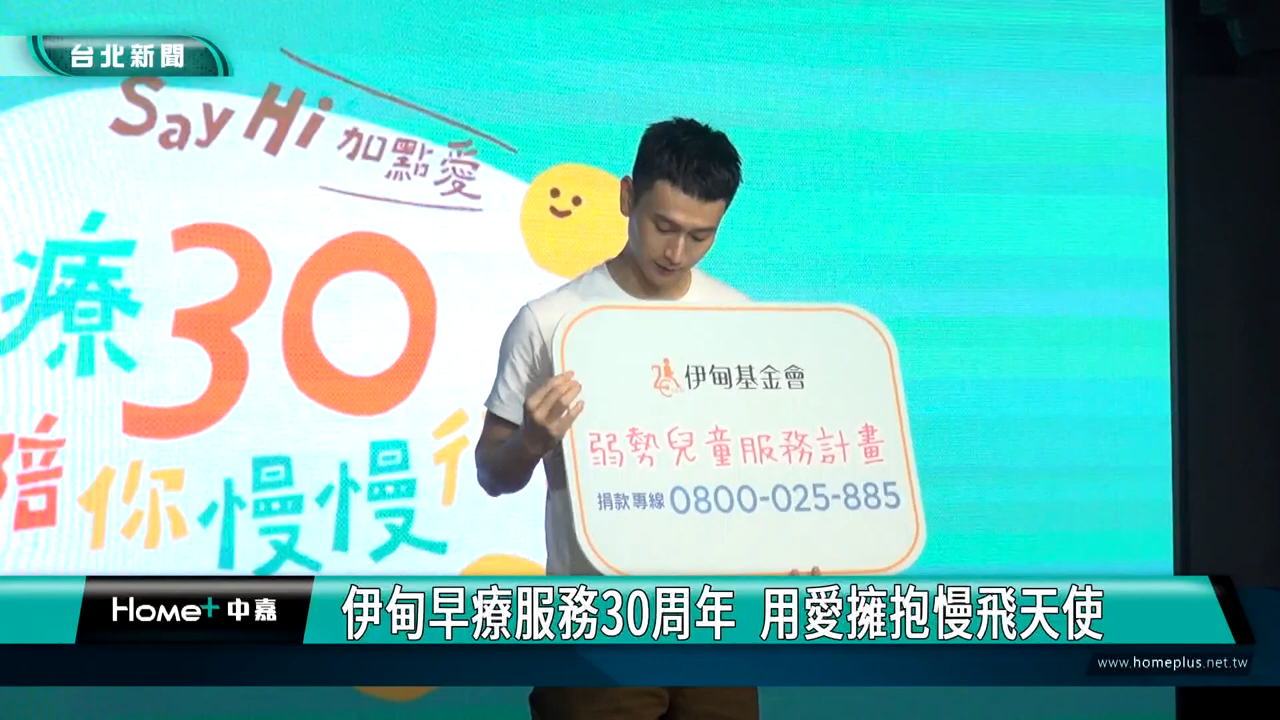 台北新聞
Say Hi 加點愛
療30
陪你慢慢行
伊甸基金會
弱勢兒童服務計畫
捐款專線 0800-025-885
Home+ 中嘉
伊甸早療服務30周年 用愛擁抱慢飛天使
www.homeplus.net.tw